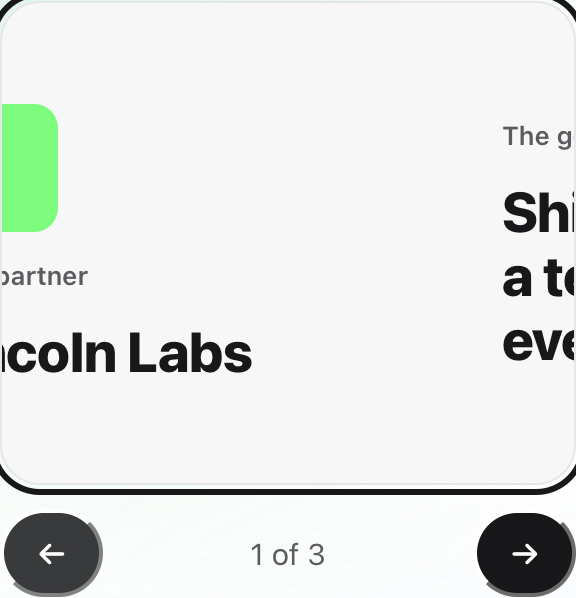 partner
coln Labs
The g
Shi
a te
eve
1 of 3